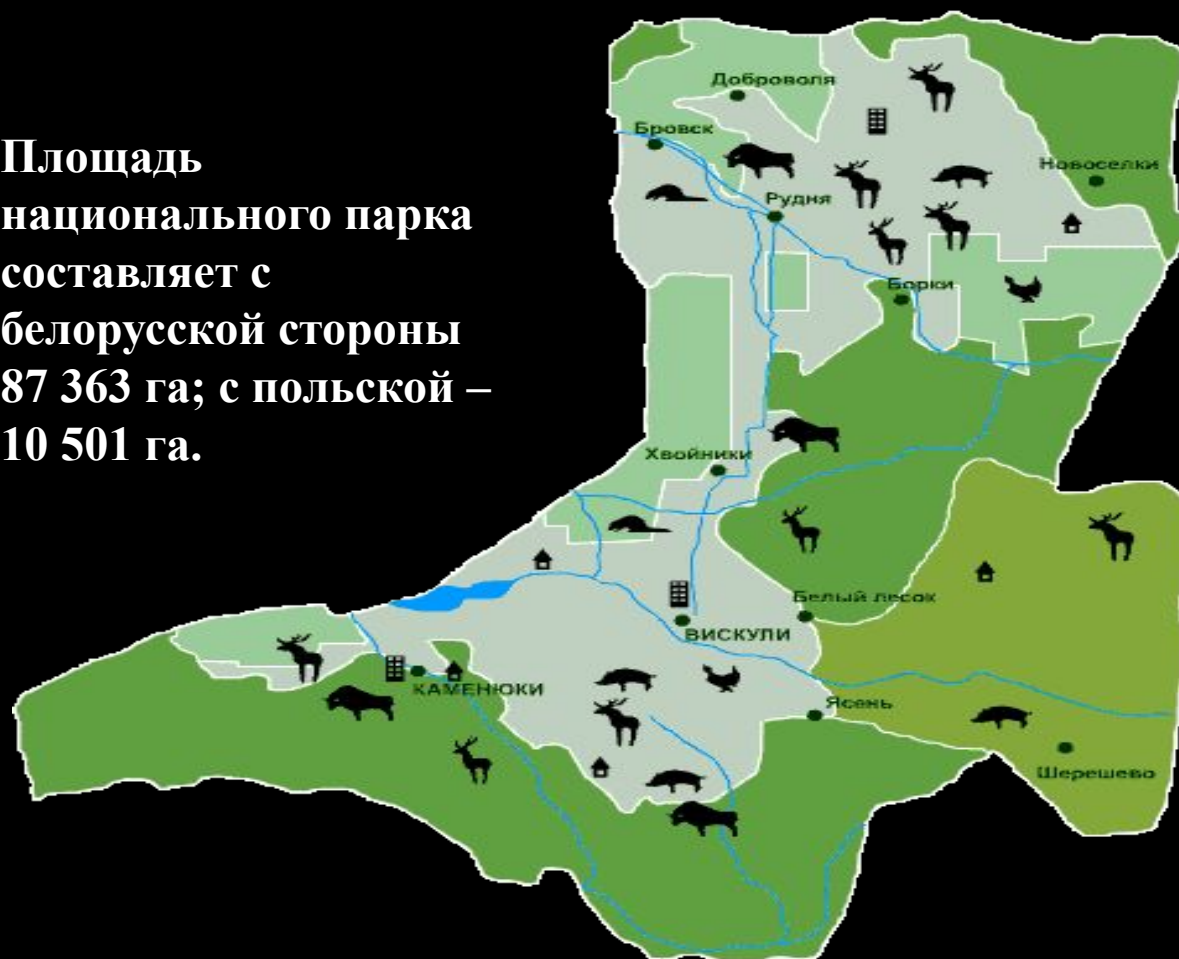 Площадь
национального парка
составляет с
белорусской стороны
87 363 га; с польской –
10 501 га.
Доброволя
Бровск
Новоселки
Рудня
Борки
Хвойники
Белый лесок
ВИСКУЛИ
КАМЕНЮКИ
Ясень
Шерешево